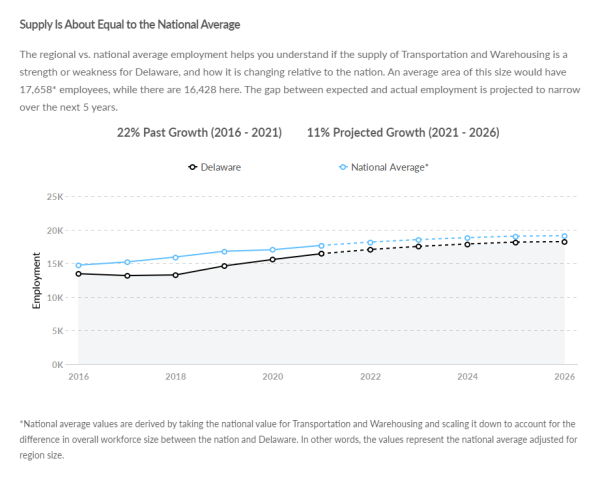 Supply Is About Equal to the National Average
The regional vs. national average employment helps you understand if the supply of Transportation and Warehousing is a
strength or weakness for Delaware, and how it is changing relative to the nation. An average area of this size would have
17,658* employees, while there are 16,428 here. The gap between expected and actual employment is projected to narrow
over the next 5 years.
22% Past Growth (2016 - 2021) 11% Projected Growth (2021 - 2026)
Delaware National Average*
25K
20K
15K
10K
5K
0K
Employment
2016 2018 2020 2022 2024 2026
*National average values are derived by taking the national value for Transportation and Warehousing and scaling it down to account for the
difference in overall workforce size between the nation and Delaware. In other words, the values represent the national average adjusted for
region size.